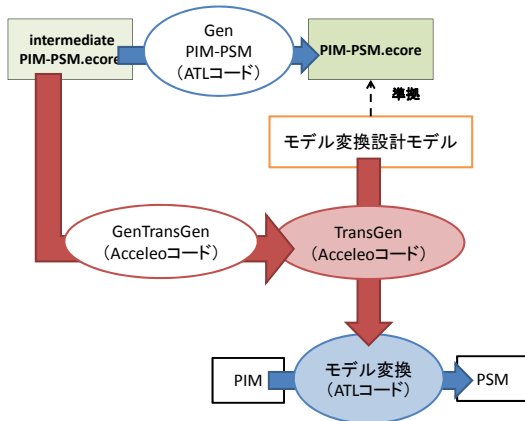 intermediate
PIM-PSM.ecore
Gen
PIM-PSM
（ATLコード）
PIM-PSM.ecore
準拠
モデル変換設計モデル
GenTransGen
（Acceleoコード）
TransGen
（Acceleoコード）
PIM
モデル変換
（ATLコード）
PSM